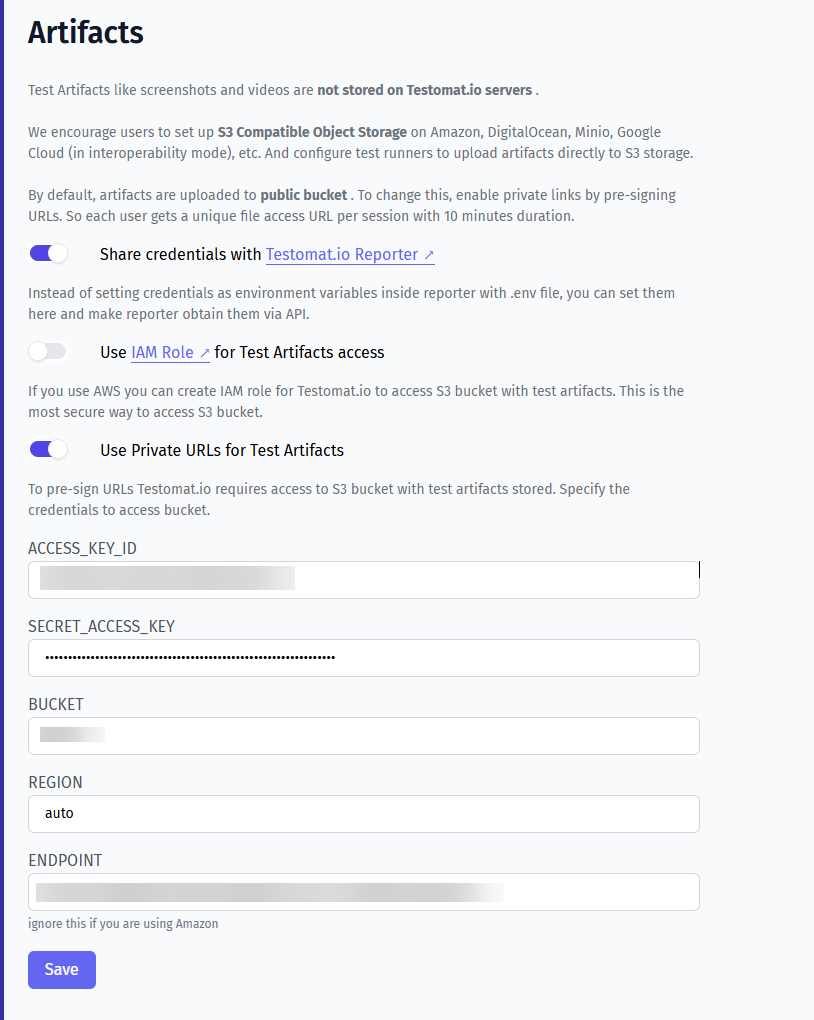 Artifacts
Test Artifacts like screenshots and videos are not stored on Testomat.io servers .
We encourage users to set up S3 Compatible Object Storage on Amazon, DigitalOcean, Minio, Google
Cloud (in interoperability mode), etc. And configure test runners to upload artifacts directly to S3 storage.
By default, artifacts are uploaded to public bucket . To change this, enable private links by pre-signing
URLs. So each user gets a unique file access URL per session with 10 minutes duration.
Share credentials with Testomat.io Reporter ↗
Instead of setting credentials as environment variables inside reporter with .env file, you can set them
here and make reporter obtain them via API.
Use IAM Role ↗ for Test Artifacts access
If you use AWS you can create IAM role for Testomat.io to access S3 bucket with test artifacts. This is the
most secure way to access S3 bucket.
Use Private URLs for Test Artifacts
To pre-sign URLs Testomat.io requires access to S3 bucket with test artifacts stored. Specify the
credentials to access bucket.
ACCESS_KEY_ID
SECRET_ACCESS_KEY
BUCKET
REGION
auto
ENDPOINT
ignore this if you are using Amazon
Save